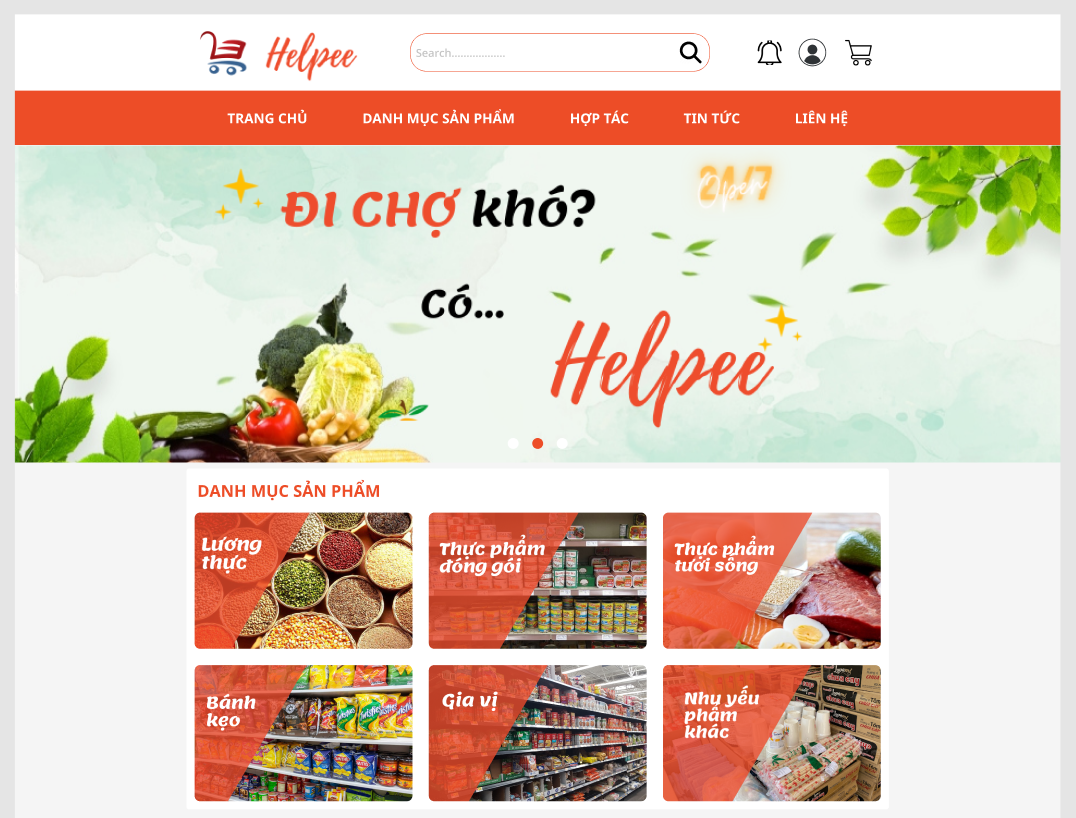 Helpee
Search..................
TRANG CHỦ
DANH MỤC SẢN PHẨM
HỢP TÁC
TIN TỨC
LIÊN HỆ
ĐI CHỢ khó?
24/7
Open
Có...
Helpee
DANH MỤC SẢN PHẨM
Lương
thực
Thực phẩm
đóng gói
Thực phẩm
tươi sống
Bánh
kẹo
Gia vị
Nhu yếu
phẩm
khác